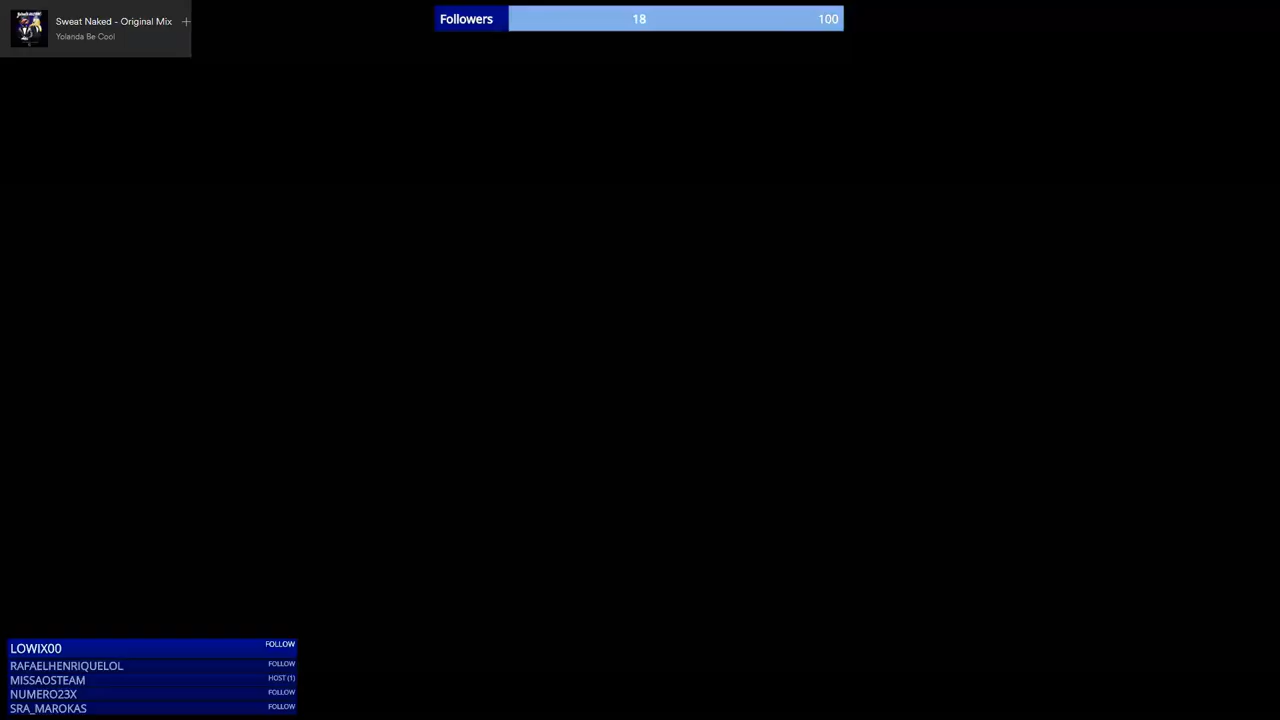 Sweat Naked - Original Mix
Yolanda Be Cool
Followers 18 100
LOWIX00 FOLLOW
RAFAELHENRIQUELOL FOLLOW
MISSAOSTEAM HOST (1)
NUMERO23X FOLLOW
SRA_MAROKAS FOLLOW